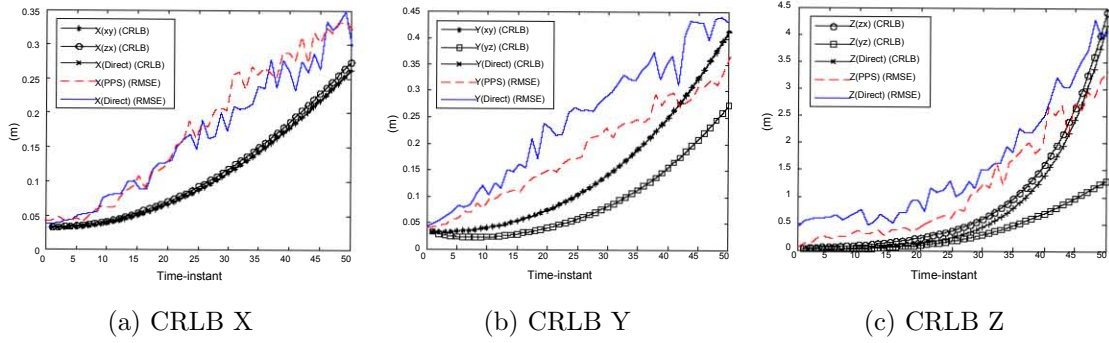 0.35
0.3
0.25
0.2
0.15
0.1
0.05
0
(m)
X(xy) (CRLB)
X(zx) (CRLB)
X(Direct) (CRLB)
X(PPS) (RMSE)
X(Direct) (RMSE)
0 5 10 15 20 25 30 35 40 45 50
Time-instant
(a) CRLB X
0.45
0.4
0.35
0.3
0.25
0.2
0.15
0.1
0.05
0
(m)
Y(xy) (CRLB)
Y(yz) (CRLB)
Y(Direct) (CRLB)
Y(PPS) (RMSE)
Y(Direct) (RMSE)
0 5 10 15 20 25 30 35 40 45 50
Time-instant
(b) CRLB Y
4.5
4
3.5
3
2.5
2
1.5
1
0.5
0
(m)
Z(zx) (CRLB)
Z(yz) (CRLB)
Z(Direct) (CRLB)
Z(PPS) (RMSE)
Z(Direct) (RMSE)
0 5 10 15 20 25 30 35 40 45 50
Time-instant
(c) CRLB Z